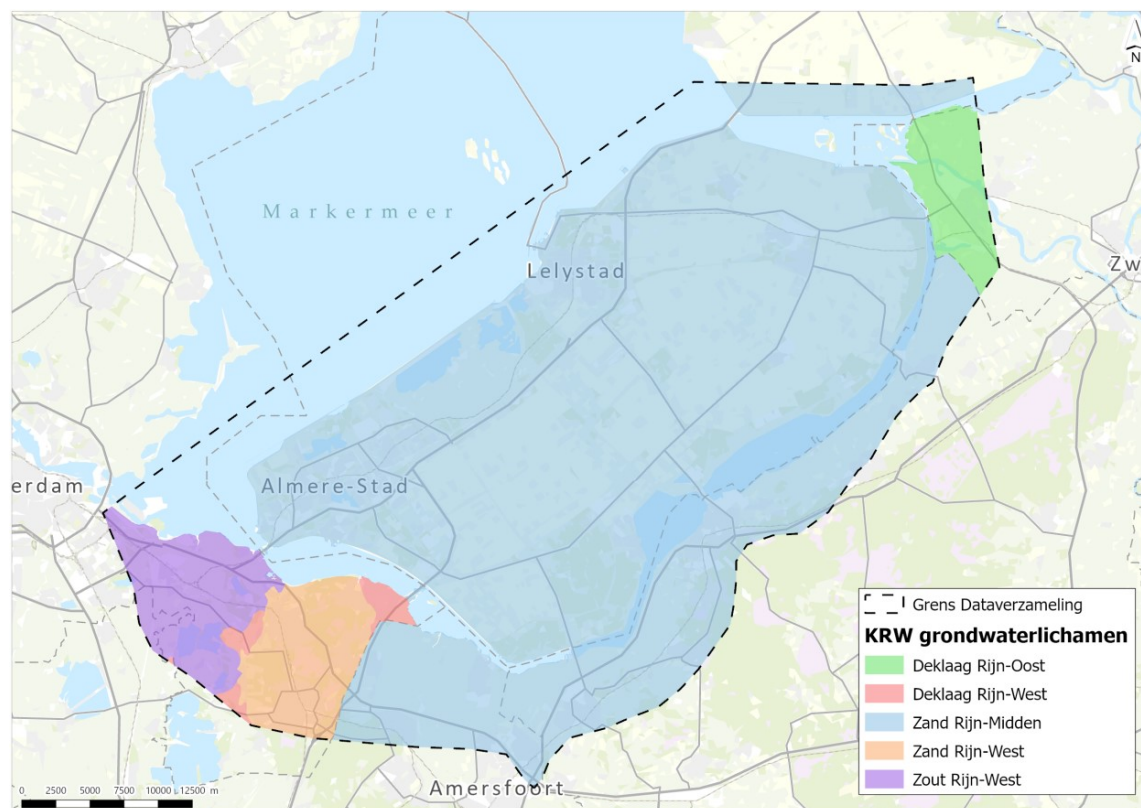 N
Markermeer
Lelystad
Zw
Almere-Stad
erdam
Amersfoort
Grens Dataverzameling
KRW grondwaterlichamen
Deklaag Rijn-Oost
Deklaag Rijn-West
Zand Rijn-Midden
Zand Rijn-West
Zout Rijn-West
0 2500 5000 7500 10000 12500 m